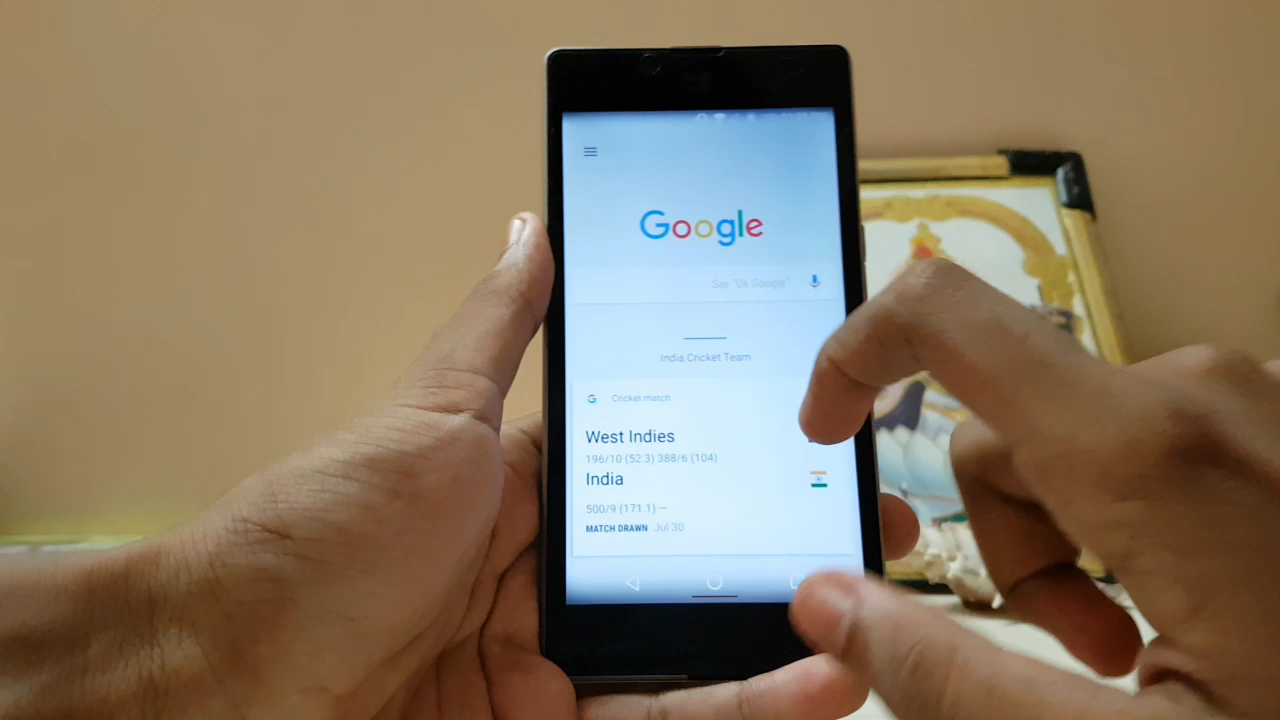 Google
Say "Ok Google"
India Cricket Team
G Cricket match
West Indies
196/10 (52.3) 388/6 (104)
India
500/9 (171.1) –
MATCH DRAWN Jul 30